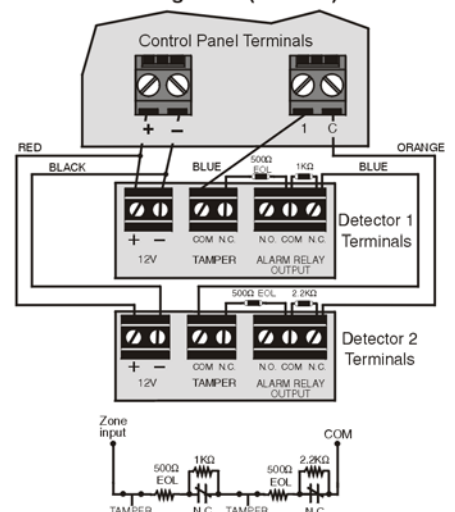 Control Panel Terminals
+ − 1 C
RED
ORANGE
BLACK
BLUE
500Ω
EOL
1KΩ
BLUE
Detector 1
Terminals
+ − COM N.C. N.O. COM N.C.
12V TAMPER ALARM RELAY
OUTPUT
500Ω EOL 2.2KΩ
Detector 2
Terminals
+ − COM N.C. N.O. COM N.C.
12V TAMPER ALARM RELAY
OUTPUT
Zone
input
COM
500Ω
EOL
1KΩ
500Ω
EOL
2.2KΩ
TAMPER N.C. TAMPER N.C.